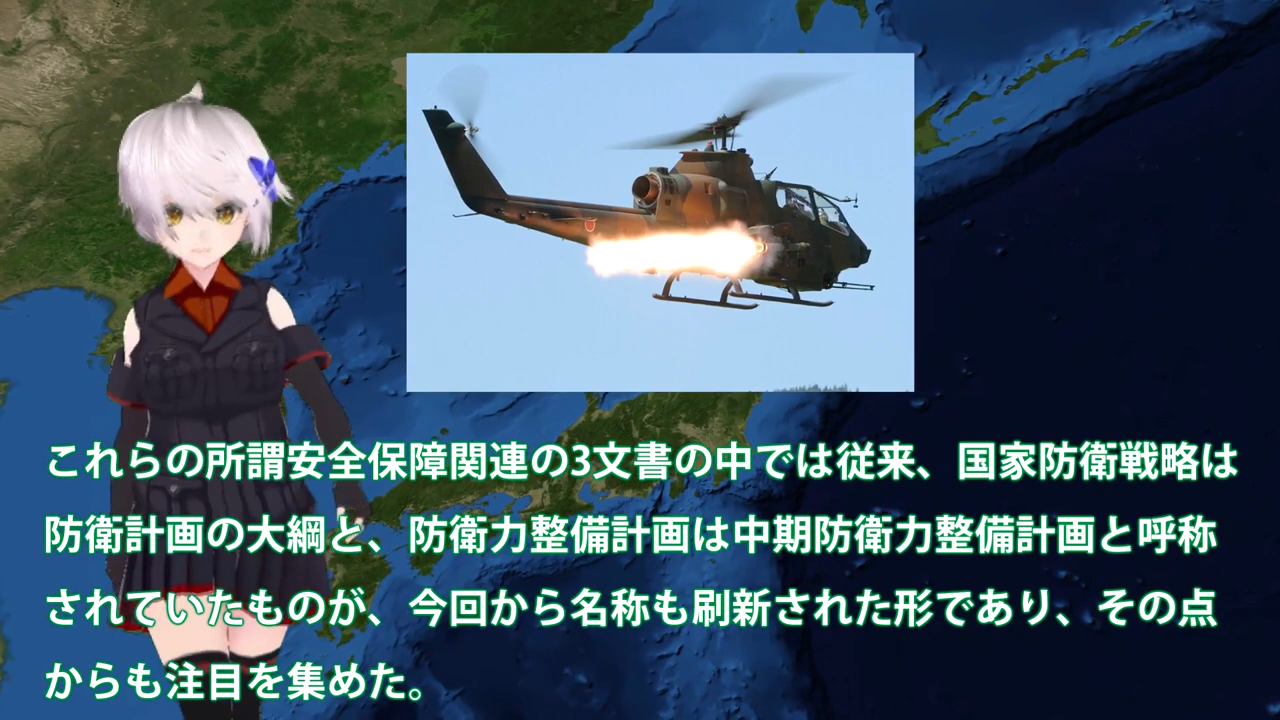 これらの所謂安全保障関連の3文書の中では従来、国家防衛戦略は
防衛計画の大綱と、防衛力整備計画は中期防衛力整備計画と呼称
されていたものが、今回から名称も刷新された形であり、その点
からも注目を集めた。